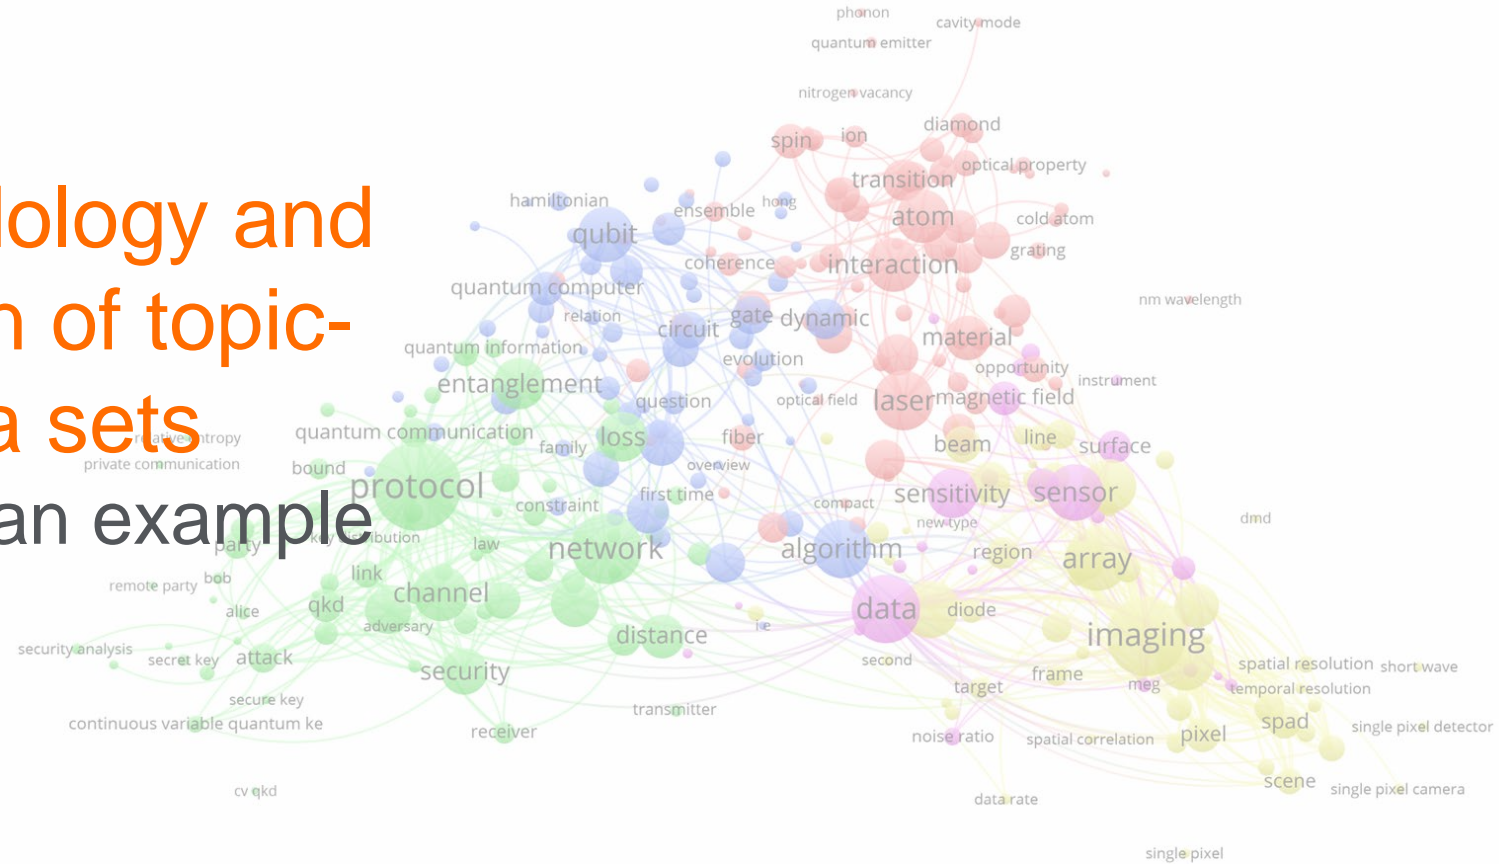 phonon
cavity mode
quantum emitter
nitrogen vacancy
diamond
spin
ion
optical property
transition
hamiltonian
ensemble
hong
atom
cold atom
qubit
grating
coherence
interaction
quantum computer
nm wavelength
relation
circuit
gate
dynamic
material
quantum information
evolution
opportunity
instrument
entanglement
question
optical field
laser
magnetic field
dology and
n of topic-
a sets
an example
relative entropy
quantum communication
family
loss
fiber
beam
line
surface
private communication
bound
overview
protocol
constraint
first time
compact
sensitivity
sensor
new type
dmd
party
key distribution
law
network
algorithm
region
array
remote party
bob
link
channel
alice
qkd
adversary
data
diode
i e
distance
imaging
security analysis
secret key
attack
security
second
frame
spatial resolution
short wave
target
meg
temporal resolution
secure key
transmitter
continuous variable quantum ke
receiver
noise ratio
spatial correlation
pixel
spad
single pixel detector
scene
single pixel camera
cv qkd
data rate
single pixel